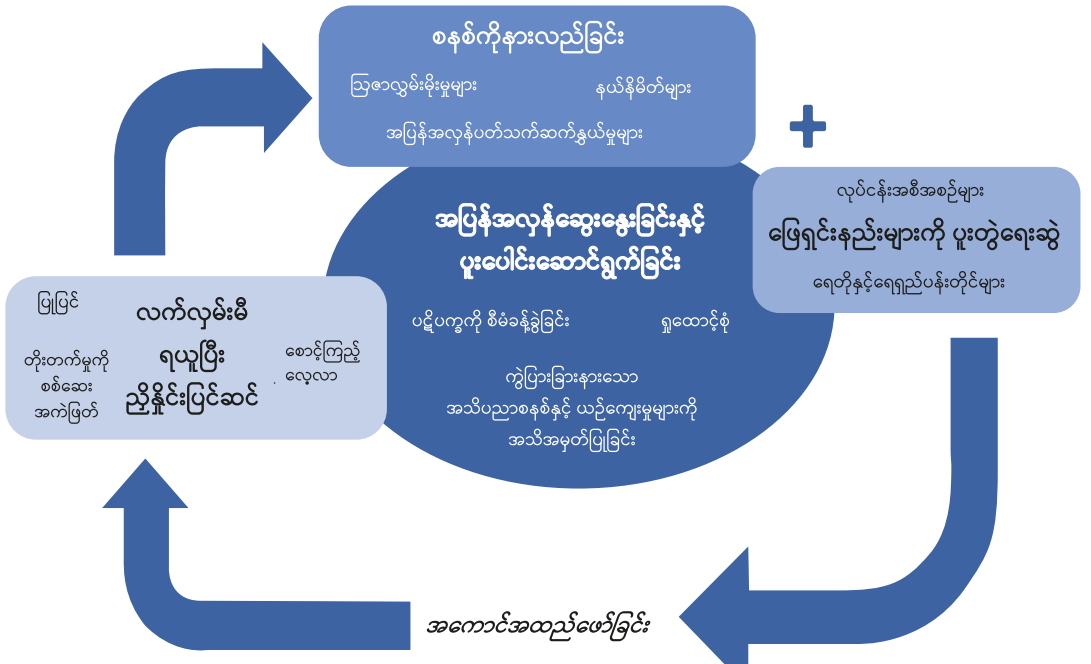 စနစ်ကိုနားလည်ခြင်း
ဩဇာလွှမ်းမိုးမှုများ
နယ်နိမိတ်များ
အပြန်အလှန်ပတ်သက်ဆက်နွှယ်မှုများ
လုပ်ငန်းအစီအစဉ်များ
ဖြေရှင်းနည်းများကို ပူးတွဲရေးဆွဲ
ရေတိုနှင့်ရေရှည်ပန်းတိုင်များ
အပြန်အလှန်ဆွေးနွေးခြင်းနှင့်
ပူးပေါင်းဆောင်ရွက်ခြင်း
ပဋိပက္ခကို စီမံခန့်ခွဲခြင်း
ရှုထောင့်စုံ
ကွဲပြားခြားနားသော
အသိပညာစနစ်နှင့် ယဉ်ကျေးမှုများကို
အသိအမှတ်ပြုခြင်း
ပြုပြင်
လက်လှမ်းမီ
ရယူပြီး
ညှိနှိုင်းပြင်ဆင်
တိုးတက်မှုကို
စစ်ဆေး
အကဲဖြတ်
စောင့်ကြည့်
လေ့လာ
အကောင်အထည်ဖော်ခြင်း